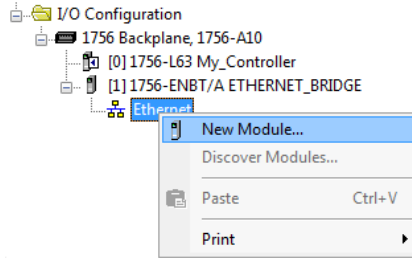 I/O Configuration
1756 Backplane, 1756-A10
[0] 1756-L63 My_Controller
[1] 1756-ENBT/A ETHERNET_BRIDGE
Ethernet
New Module...
Discover Modules...
Paste Ctrl+V
Print